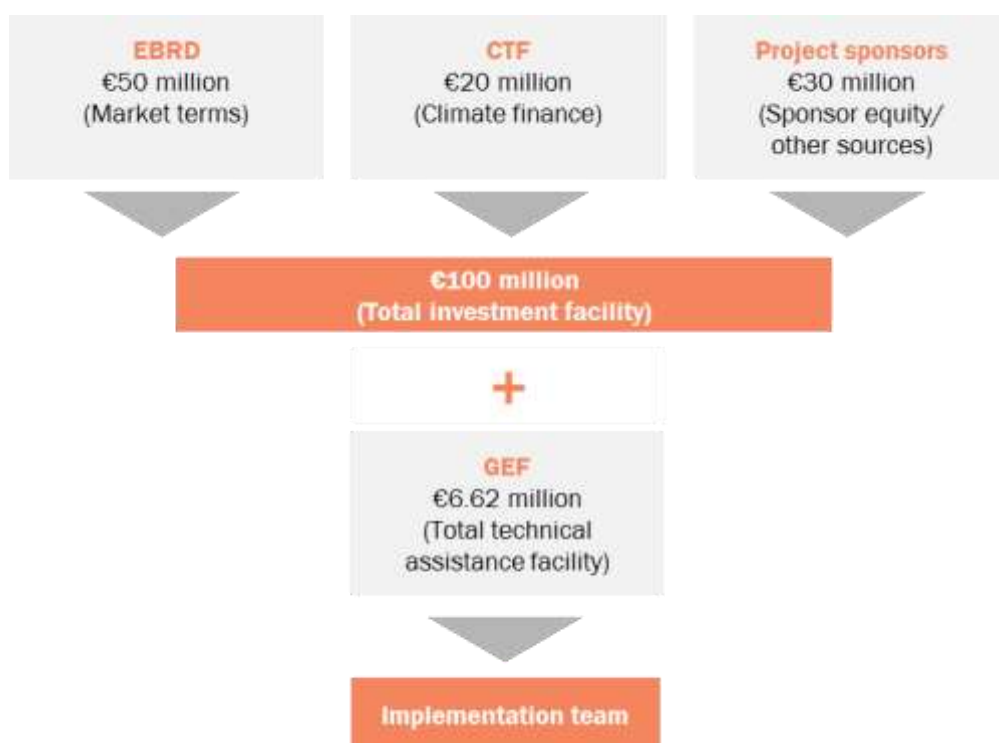 EBRD
€50 million
(Market terms)
CTF
€20 million
(Climate finance)
Project sponsors
€30 million
(Sponsor equity/
other sources)
€100 million
(Total investment facility)
+
GEF
€6.62 million
(Total technical
assistance facility)
Implementation team